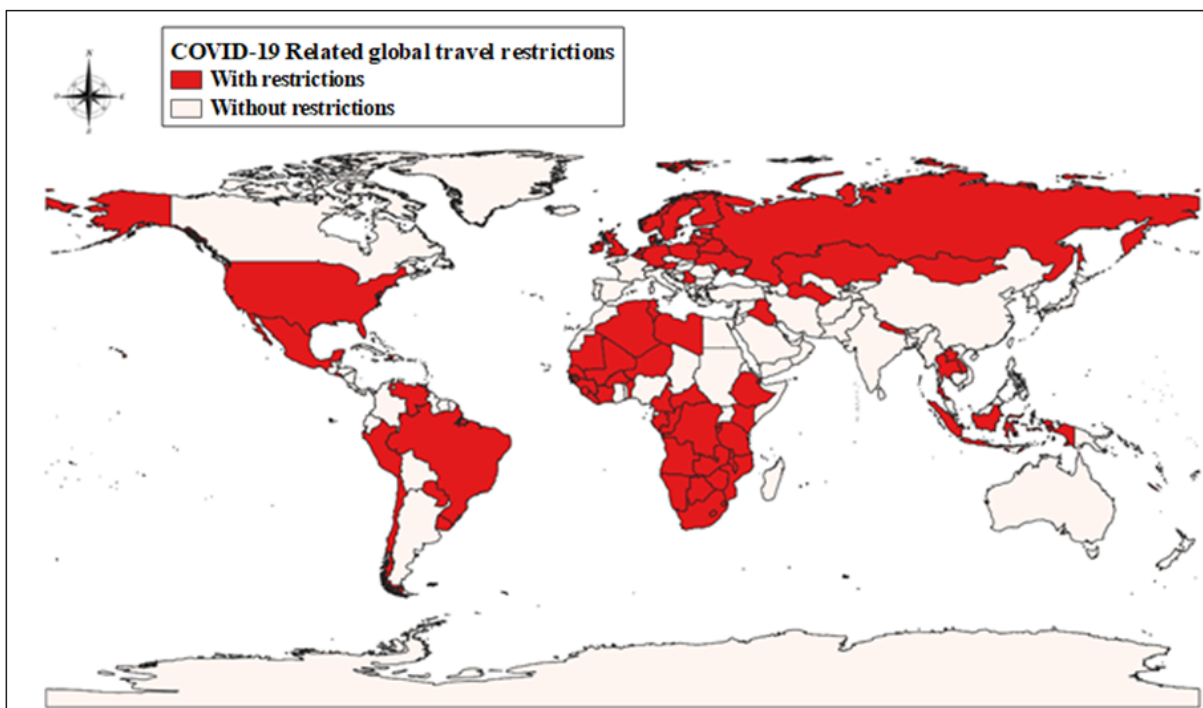 COVID-19 Related global travel restrictions
With restrictions
Without restrictions
N
S